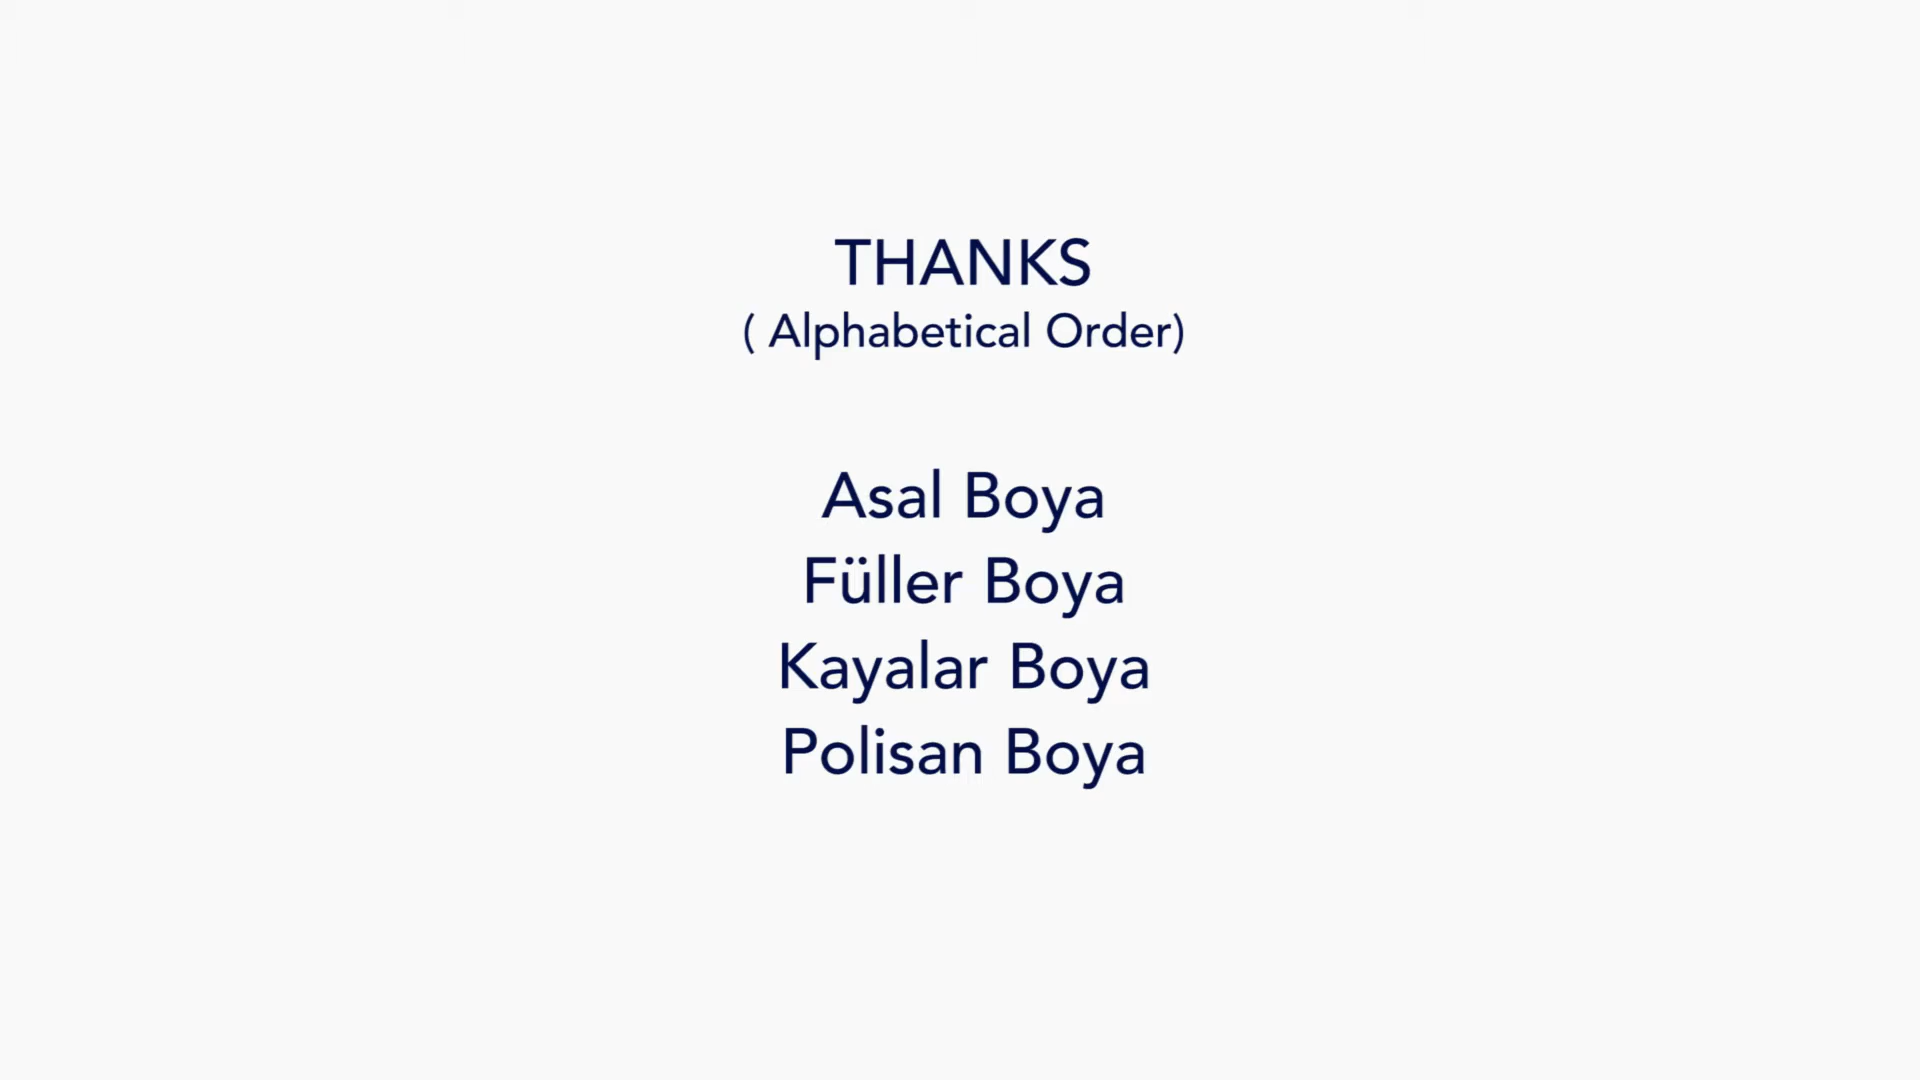 THANKS
( Alphabetical Order)
Asal Boya
Füller Boya
Kayalar Boya
Polisan Boya